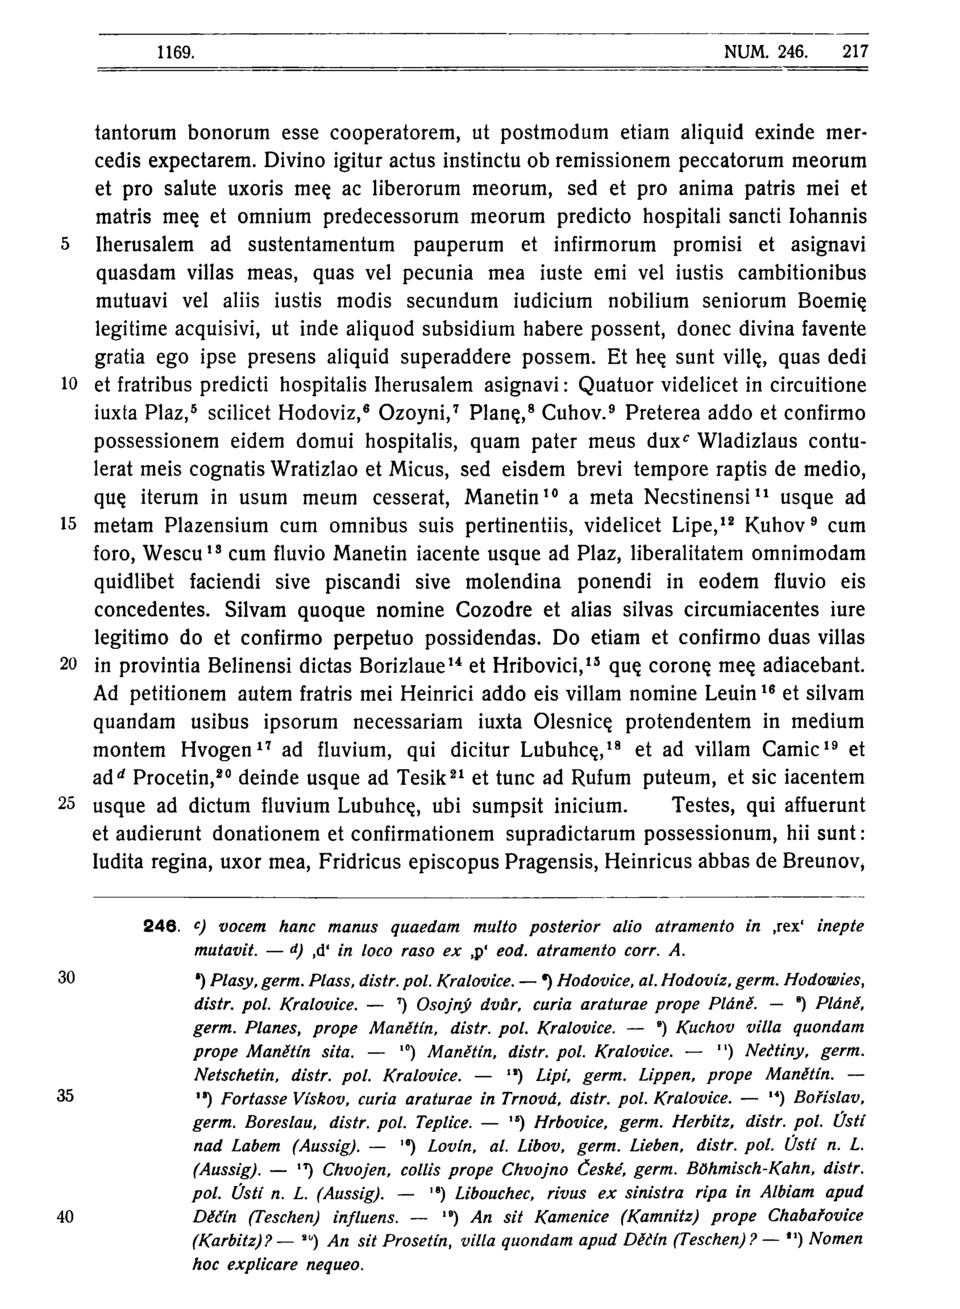 1169. NUM. 246. 217
tantorum bonorum esse cooperatorem, ut postmodum etiam aliquid exinde mer-
cedis expectarem. Divino igitur actus instinctu ob remissionem peccatorum meorum
et pro salute uxoris meę ac liberorum meorum, sed et pro anima patris mei et
matris meę et omnium predecessorum meorum predicto hospitali sancti Iohannis
5 Iherusalem ad sustentamentum pauperum et infirmorum promisi et asignavi
quasdam villas meas, quas vel pecunia mea iuste emi vel iustis cambitionibus
mutuavi vel aliis iustis modis secundum iudicium nobilium seniorum Boemię
legitime acquisivi, ut inde aliquod subsidium habere possent, donec divina favente
gratia ego ipse presens aliquid superaddere possem. Et heę sunt villę, quas dedi
10 et fratribus predicti hospitalis Iherusalem asignavi: Quatuor videlicet in circuitione
iuxta Plaz,⁵ scilicet Hodoviz,⁶ Ozoyni,⁷ Planę,⁸ Cuhov.⁹ Preterea addo et confirmo
possessionem eidem domui hospitalis, quam pater meus duxᶜ Wladizlaus contu-
lerat meis cognatis Wratizlao et Micus, sed eisdem brevi tempore raptis de medio,
quę iterum in usum meum cesserat, Manetin¹⁰ a meta Necstinensi¹¹ usque ad
15 metam Plazensium cum omnibus suis pertinentiis, videlicet Lipe,¹² Kuhov⁹ cum
foro, Wescu¹³ cum fluvio Manetin iacente usque ad Plaz, liberalitatem omnimodam
quidlibet faciendi sive piscandi sive molendina ponendi in eodem fluvio eis
concedentes. Silvam quoque nomine Cozodre et alias silvas circumiacentes iure
legitimo do et confirmo perpetuo possidendas. Do etiam et confirmo duas villas
20 in provintia Belinensi dictas Borizlaue¹⁴ et Hribovici,¹⁵ quę coronę meę adiacebant.
Ad petitionem autem fratris mei Heinrici addo eis villam nomine Leuin¹⁶ et silvam
quandam usibus ipsorum necessariam iuxta Olesnicę protendentem in medium
montem Hvogen¹⁷ ad fluvium, qui dicitur Lubuhcę,¹⁸ et ad villam Camic¹⁹ et
adᵈ Procetin,²⁰ deinde usque ad Tesik²¹ et tunc ad Rufum puteum, et sic iacentem
25 usque ad dictum fluvium Lubuhcę, ubi sumpsit inicium. Testes, qui affuerunt
et audierunt donationem et confirmationem supradictarum possessionum, hii sunt:
Iudita regina, uxor mea, Fridricus episcopus Pragensis, Heinricus abbas de Breunov,
246. c) vocem hanc manus quaedam multo posterior alio atramento in ‚rex‘ inepte
mutavit. — d) ‚d‘ in loco raso ex ‚p‘ eod. atramento corr. A.
30 ⁵) Plasy, germ. Plass, distr. pol. Kralovice. — ⁶) Hodovice, al. Hodovíz, germ. Hodowies,
distr. pol. Kralovice. — ⁷) Osojný dvůr, curia araturae prope Pláně. — ⁸) Pláně,
germ. Planes, prope Manětín, distr. pol. Kralovice. — ⁹) Kuchov villa quondam
prope Manětín sita. — ¹⁰) Manětín, distr. pol. Kralovice. — ¹¹) Nečtiny, germ.
Netschetin, distr. pol. Kralovice. — ¹²) Lipí, germ. Lippen, prope Manětín. —
35 ¹³) Fortasse Vískov, curia araturae in Trnová, distr. pol. Kralovice. — ¹⁴) Bořislav,
germ. Boreslau, distr. pol. Teplice. — ¹⁵) Hrbovice, germ. Herbitz, distr. pol. Ústí
nad Labem (Aussig). — ¹⁶) Lovín, al. Libov, germ. Lieben, distr. pol. Ústí n. L.
(Aussig). — ¹⁷) Chvojen, collis prope Chvojno České, germ. Böhmisch-Kahn, distr.
pol. Ústí n. L. (Aussig). — ¹⁸) Libouchec, rivus ex sinistra ripa in Albiam apud
40 Děčín (Teschen) influens. — ¹⁹) An sit Kamenice (Kamnitz) prope Chabařovice
(Karbitz)? — ²⁰) An sit Prosetín, villa quondam apud Děčín (Teschen)? — ²¹) Nomen
hoc explicare nequeo.